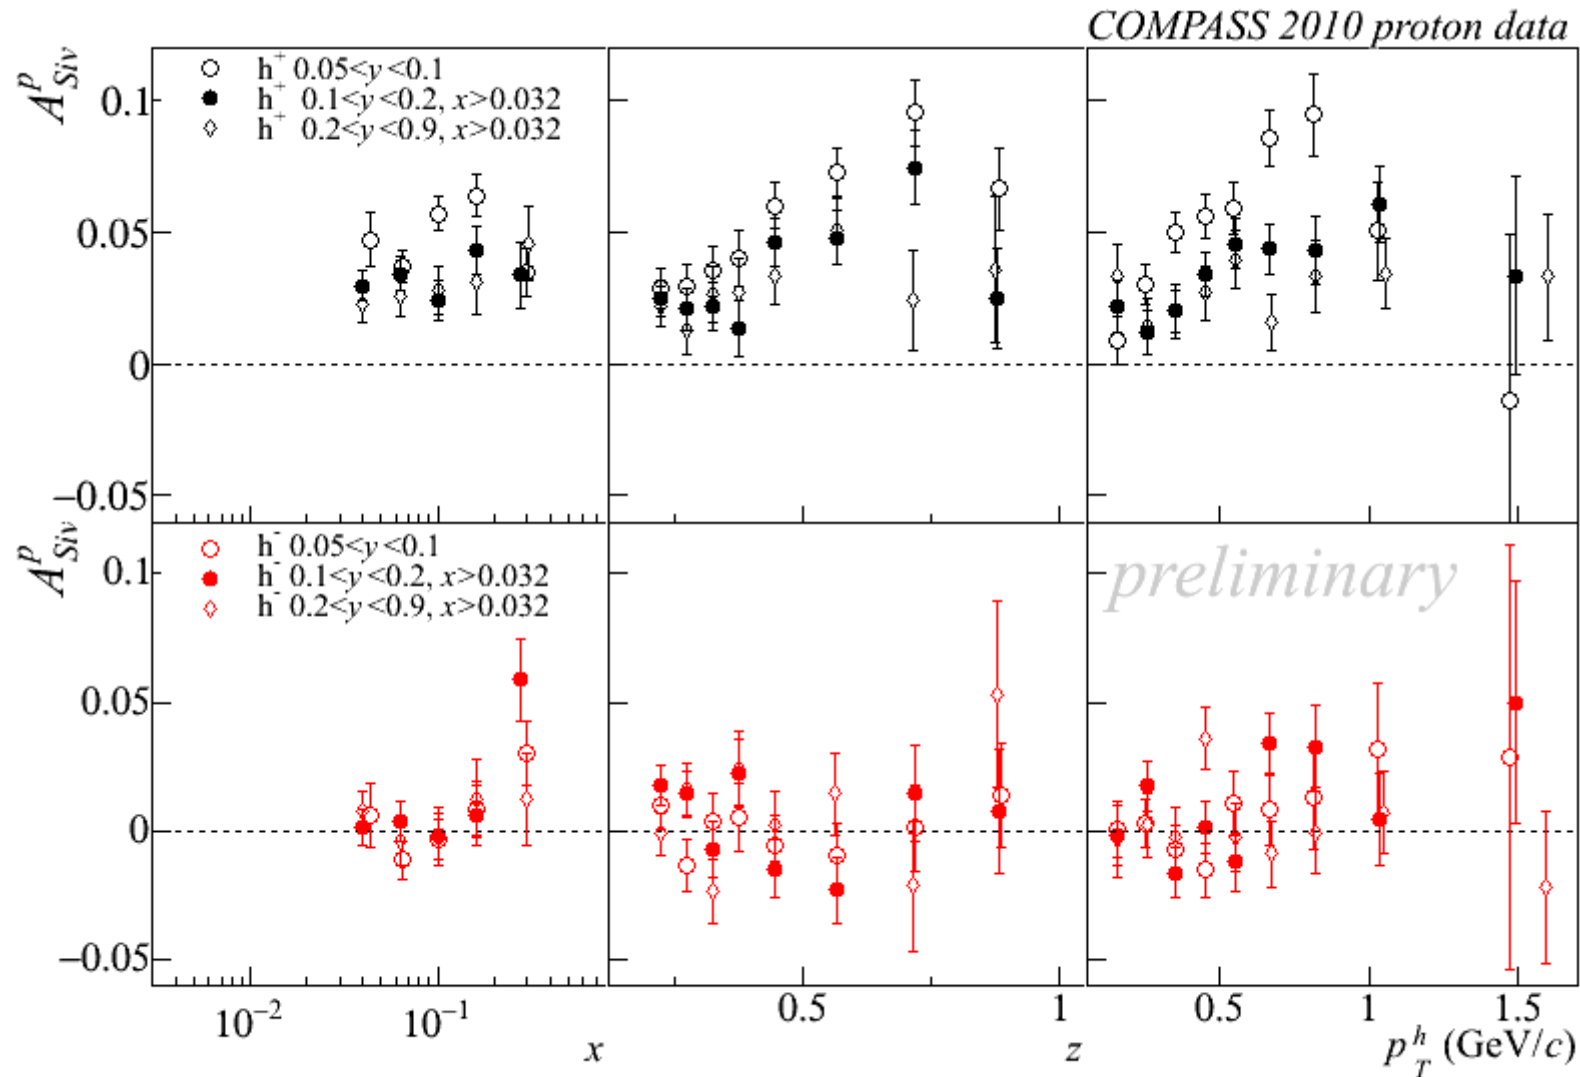 COMPASS 2010 proton data
A^p_Siv
h⁺ 0.05<y<0.1
h⁺ 0.1<y<0.2, x>0.032
h⁺ 0.2<y<0.9, x>0.032
0.1
0.05
0
−0.05
A^p_Siv
h⁻ 0.05<y<0.1
h⁻ 0.1<y<0.2, x>0.032
h⁻ 0.2<y<0.9, x>0.032
preliminary
0.1
0.05
0
−0.05
10⁻² 10⁻¹ 0.5 1 0.5 1 1.5
x z p_T^h (GeV/c)